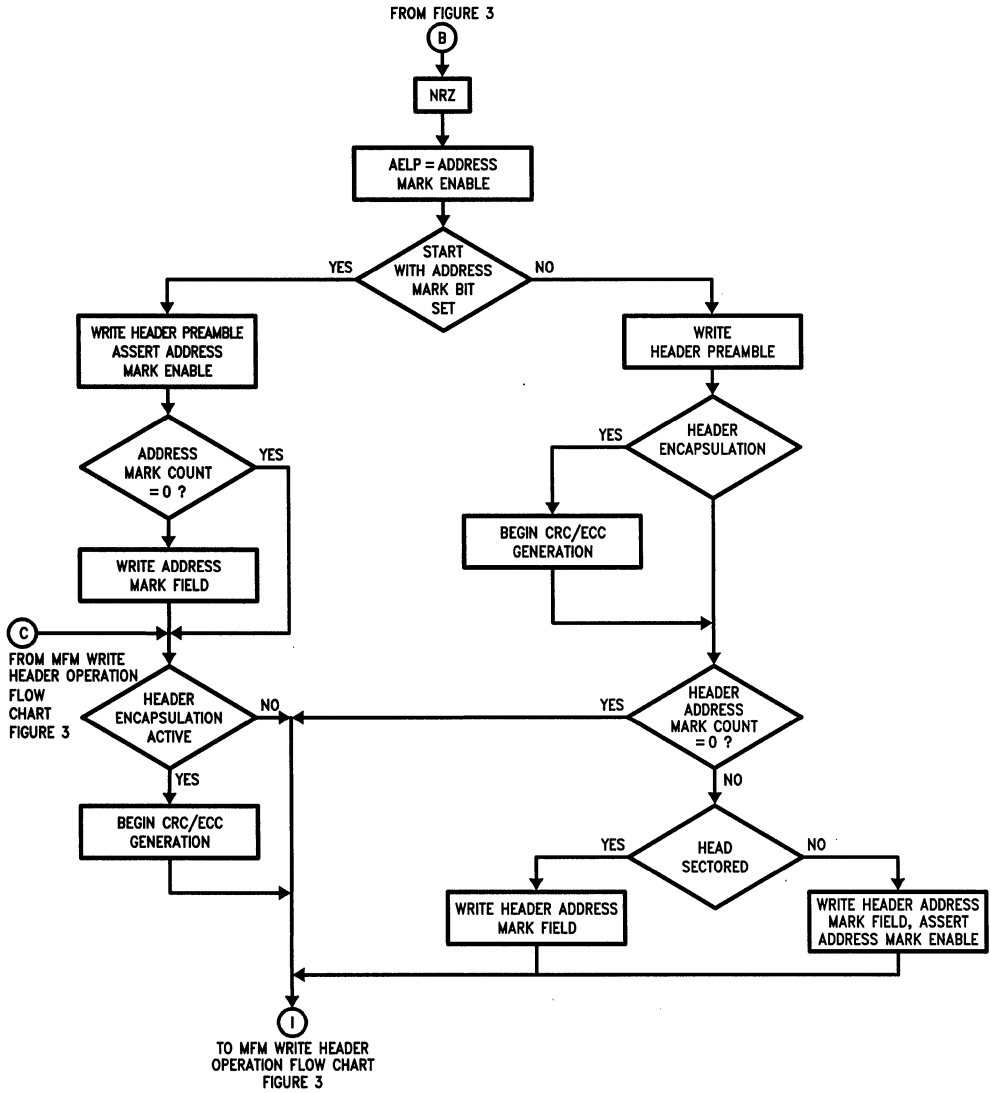 FROM FIGURE 3
B
NRZ
AELP = ADDRESS
MARK ENABLE
START
WITH ADDRESS
MARK BIT
SET
YES
NO
WRITE HEADER PREAMBLE
ASSERT ADDRESS
MARK ENABLE
WRITE
HEADER PREAMBLE
ADDRESS
MARK COUNT
= 0 ?
YES
HEADER
ENCAPSULATION
YES
BEGIN CRC/ECC
GENERATION
WRITE ADDRESS
MARK FIELD
C
FROM MFM WRITE
HEADER OPERATION
FLOW
CHART
FIGURE 3
HEADER
ENCAPSULATION
ACTIVE
NO
YES
HEADER
ADDRESS
MARK COUNT
= 0 ?
YES
NO
BEGIN CRC/ECC
GENERATION
HEAD
SECTORED
YES
NO
WRITE HEADER ADDRESS
MARK FIELD
WRITE HEADER ADDRESS
MARK FIELD, ASSERT
ADDRESS MARK ENABLE
I
TO MFM WRITE HEADER
OPERATION FLOW CHART
FIGURE 3